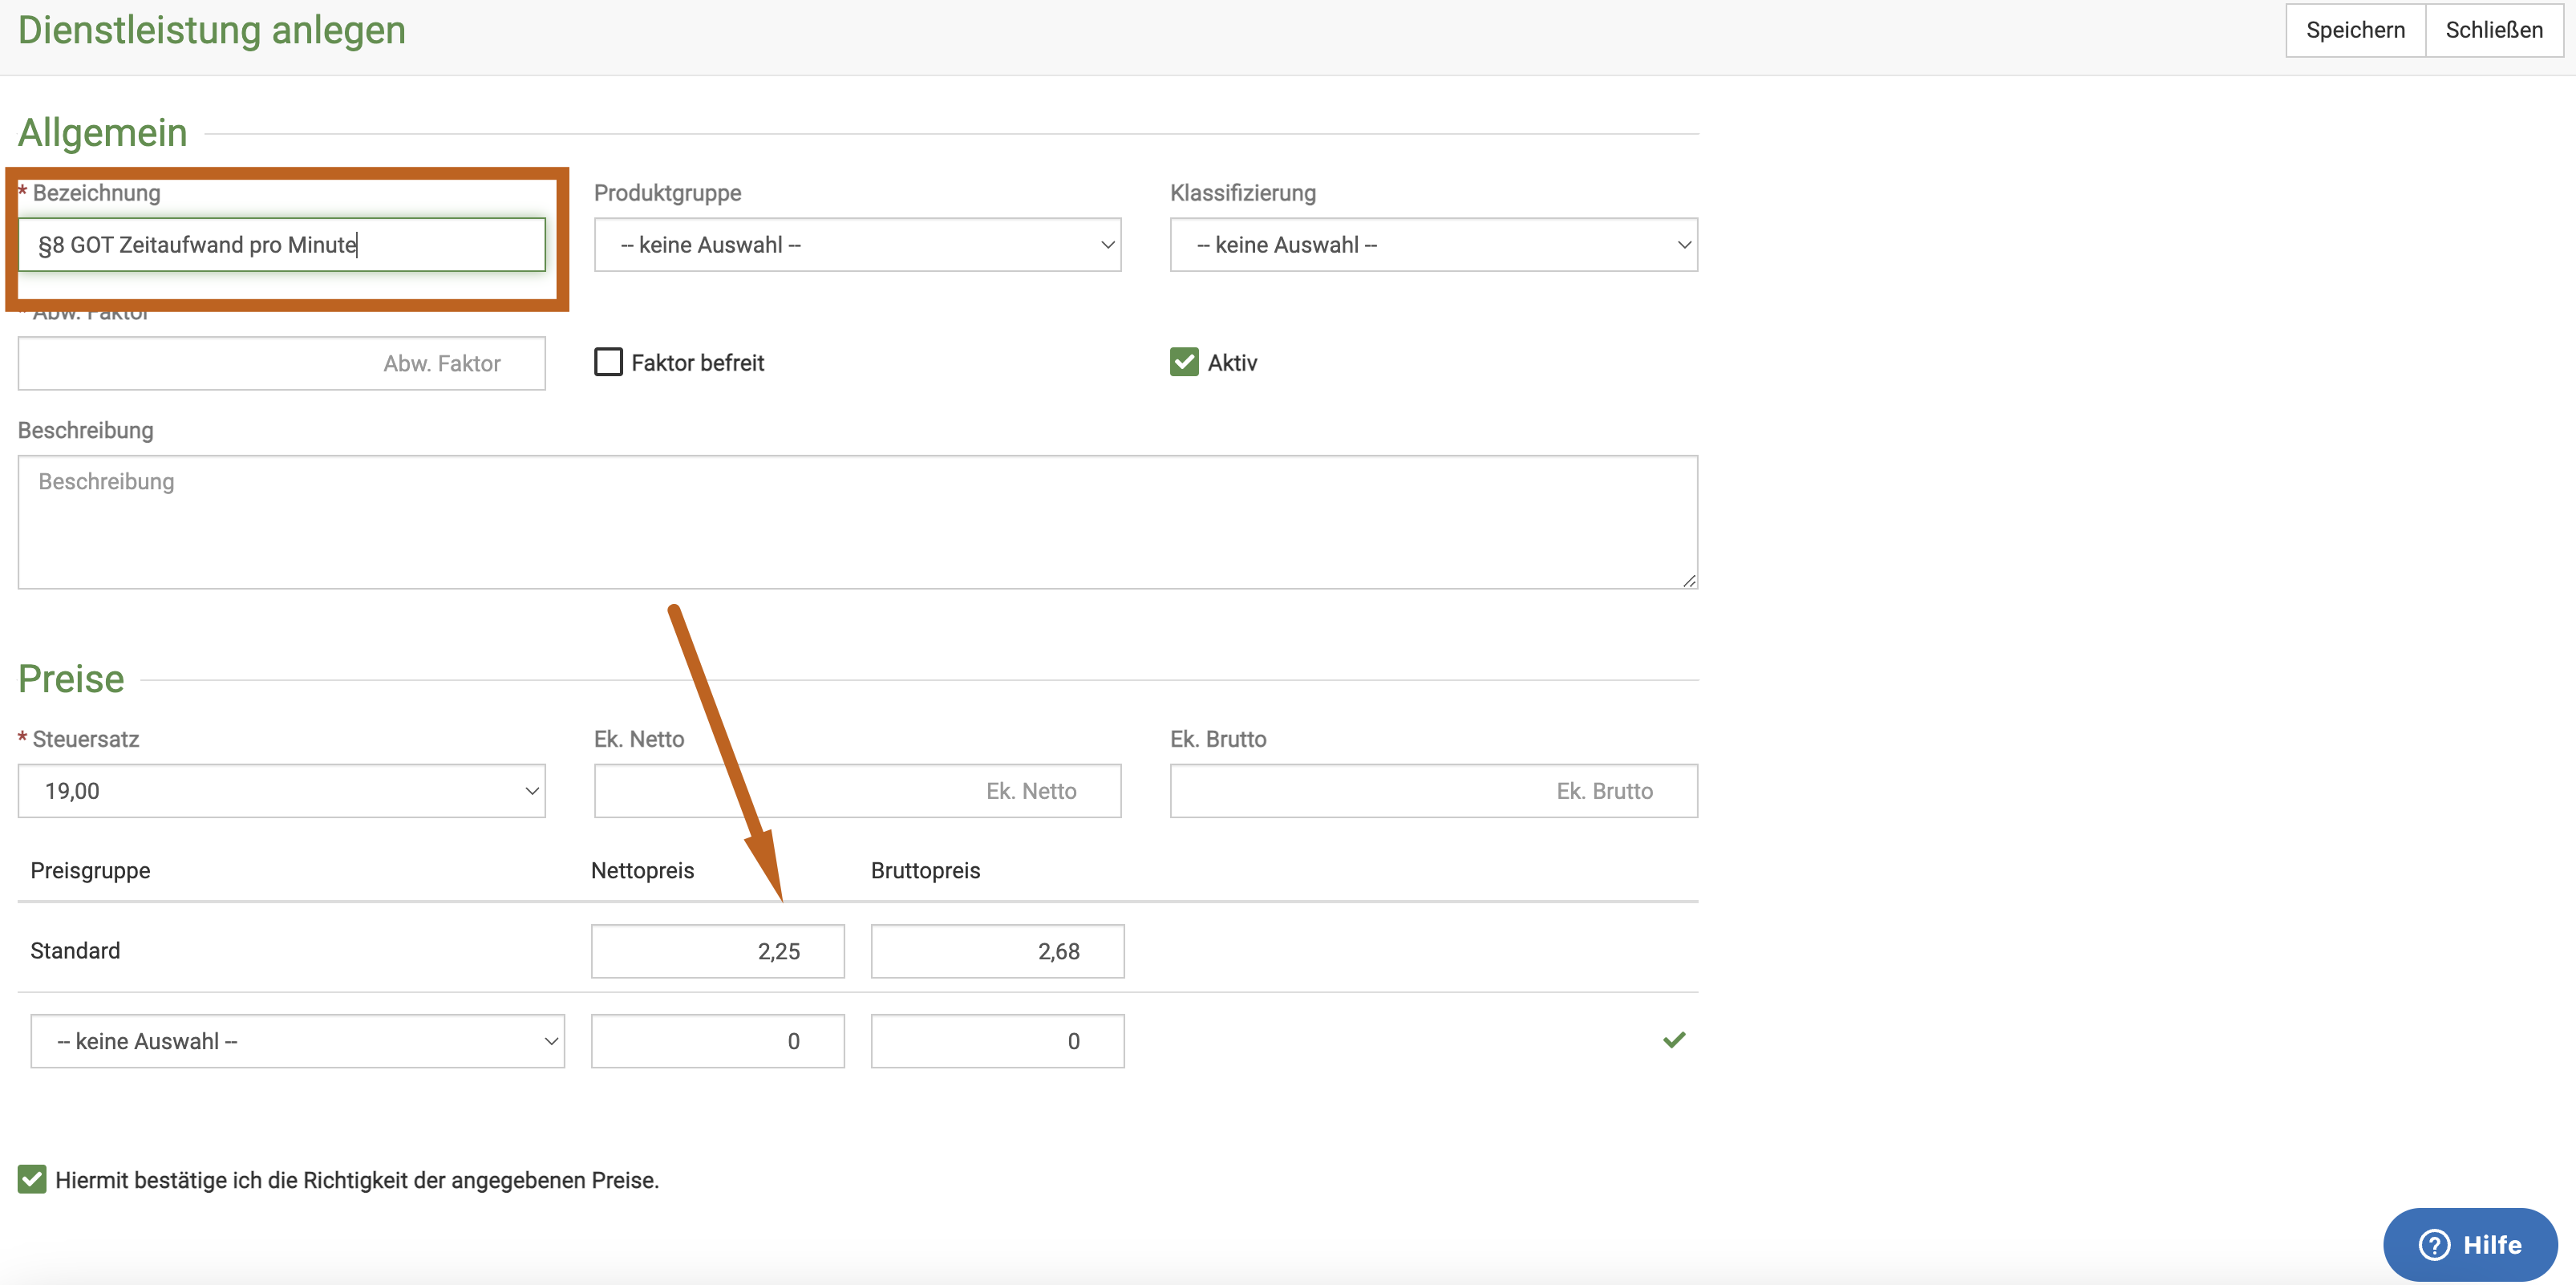 Dienstleistung anlegen
Speichern
Schließen
Allgemein
* Bezeichnung
Produktgruppe
Klassifizierung
§8 GOT Zeitaufwand pro Minute
-- keine Auswahl --
-- keine Auswahl --
* Abw. Faktor
Abw. Faktor
Faktor befreit
Aktiv
Beschreibung
Beschreibung
Preise
* Steuersatz
Ek. Netto
Ek. Brutto
19,00
Ek. Netto
Ek. Brutto
Preisgruppe
Nettopreis
Bruttopreis
Standard
2,25
2,68
-- keine Auswahl --
0
0
Hiermit bestätige ich die Richtigkeit der angegebenen Preise.
Hilfe